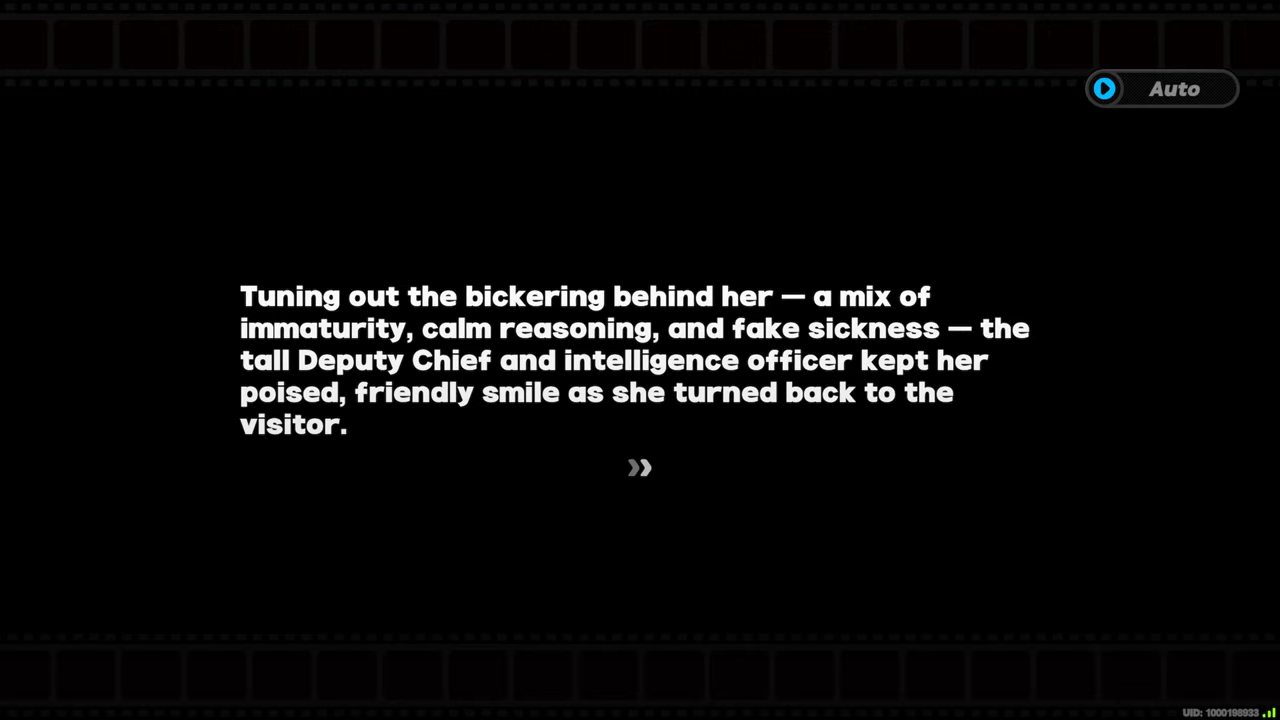 Auto
Tuning out the bickering behind her — a mix of
immaturity, calm reasoning, and fake sickness — the
tall Deputy Chief and intelligence officer kept her
poised, friendly smile as she turned back to the
visitor.
UID: 1000198933